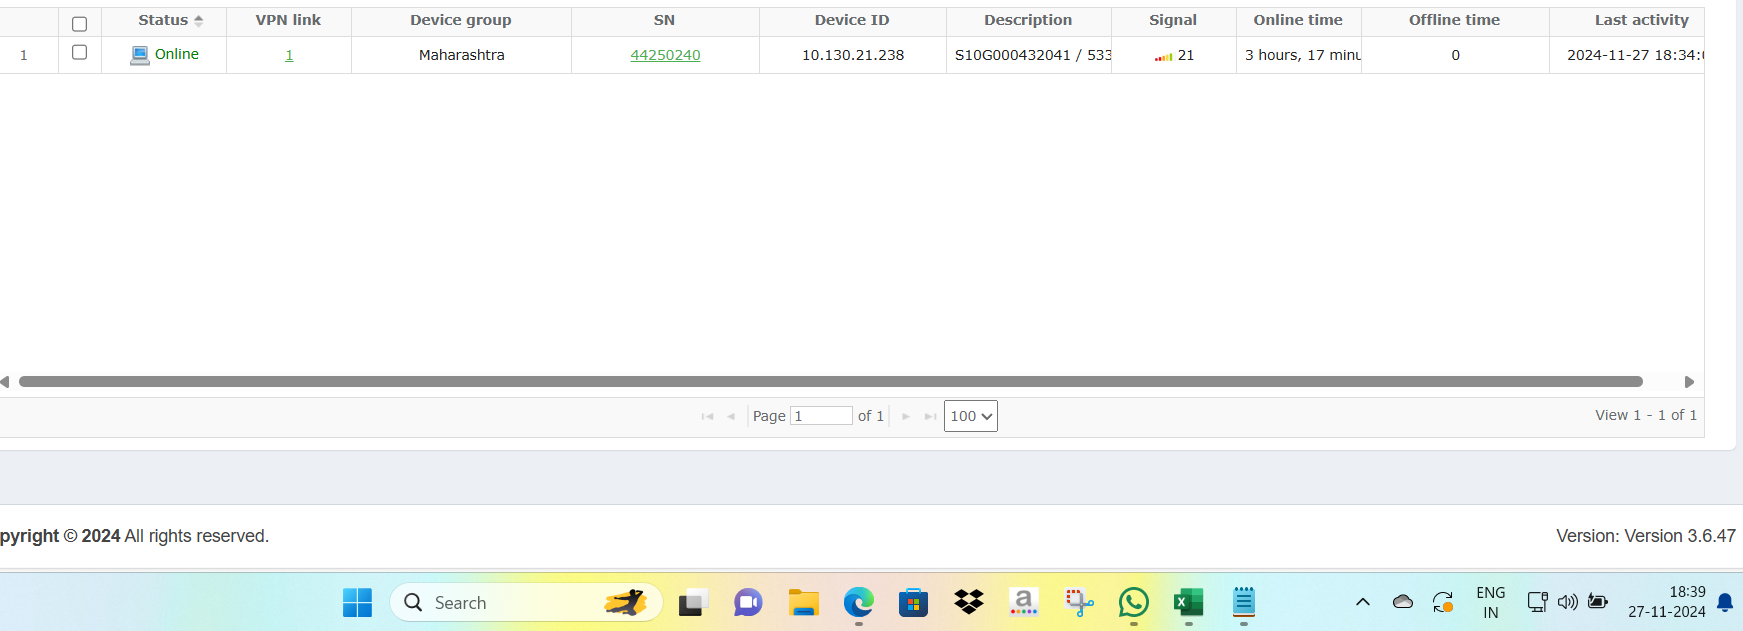 Status VPN link Device group SN Device ID Description Signal Online time Offline time Last activity
1 Online 1 Maharashtra 44250240 10.130.21.238 S10G000432041 / 533 21 3 hours, 17 minu 0 2024-11-27 18:34:
Page 1 of 1 100 View 1 - 1 of 1
pyright © 2024 All rights reserved. Version: Version 3.6.47
Search a X ENG 18:39
IN 27-11-2024